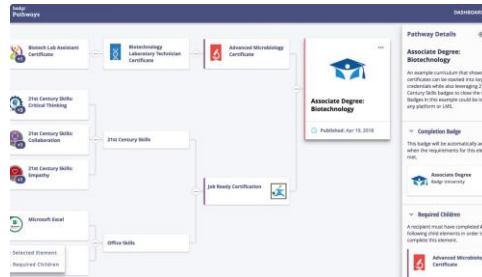 badgr
Pathways
DASHBOAR
Biotech Lab Assistant
Certificate
Biotechnology
Laboratory Technician
Certificate
Advanced Microbiology
Certificate
21st Century Skills:
Critical Thinking
21st Century Skills:
Collaboration
21st Century Skills:
Empathy
21st Century Skills
Microsoft Excel
Office Skills
Job Ready Certification
Selected Element
Required Children
Associate Degree:
Biotechnology
Published: Apr 19, 2018
Pathway Details
Associate Degree:
Biotechnology
An example curriculum that show
certificates can be stacked into lar
credentials while also leveraging 2
Century Skills badges to close the
Badges in this example could be is
any platform or LMS.
Completion Badge
This badge will be automatically aw
when the requirements for this ele
met.
Associate Degree
Badgr University
Required Children
A recipient must have completed A
following child elements in order t
complete this element.
Advanced Microbiolo
Certificate